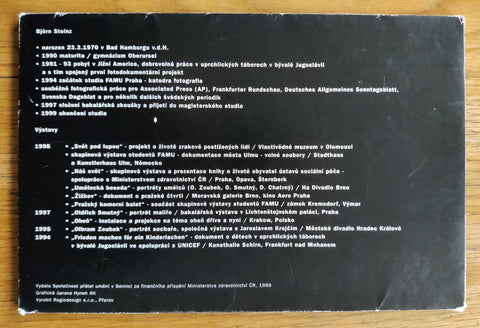 Björn Steinz
• narozen 23.3.1970 v Bad Hamburgu v.d.H.
• 1990 maturita / gymnázium Oberursel
• 1991 - 93 pobyt v Jižní Americe, dobrovolná práce v uprchlických táborech v bývalé Jugoslávii
a s tím spojený první fotodokumentární projekt
• 1994 začátek studia FAMU Praha - katedra fotografie
• souběžně fotografická práce pro Associated Press (AP), Frankfurter Rundschau, Deutsches Allgemeines Sonntagsblatt,
Svenska Dageblat a pro několik dalších švédských periodik
• 1997 složení bakalářské zkoušky a přijetí do magisterského studia
• 1999 ukončení studia
Výstavy
1998 • „Svět pod lupou" - projekt o životě zrakově postižených lidí / Vlastivědné muzeum v Olomouci
• skupinová výstava studentů FAMU - dokumentace města Ulmu - volné soubory / Stadthaus
a Kunstlerhaus Ulm, Německo
• „Náš svět" - skupinová výstava a prezentace knihy o životě obyvatel ústavů sociální péče -
spolupráce s Ministerstvem zdravotnictví ČR / Praha, Opava, Šternberk
• „Umělecká beseda" - portréty umělců (O. Zoubek, O. Smutný, D. Chatrný) / Ha Divadlo Brno
• „Žižkov" - dokument o pražské čtvrti / Moravská galerie Brno, kino Aero Praha
• „Pražský komorní balet" - součást skupinové výstavy studentů FAMU / zámek Kremsdorf, Výmar
1997 • „Oldřich Smutný" - portrét malíře / bakalářská výstava v Lichtenštejnském paláci, Praha
• „Oheň" - instalace a projekce na téma oheň dříve a nyní / Krakov, Polsko
1995 • „Olbram Zoubek" - portrét sochaře, společná výstava s Jaroslavem Krejčím / Městské divadlo Hradec Králové
1994 • „Frieden machen für ein Kinderlachen" - dokument o dětech v uprchlických táborech
v bývalé Jugoslávii ve spolupráci s UNICEF / Kunsthalle Schirn, Frankfurt nad Mohanem
Vydala Společnost přátel umění v Sovinci za finančního přispění Ministerstva zdravotnictví ČR, 1999
Grafická úprava Hynek Alt
Vyrobil Regiodesign s.r.o., Přerov